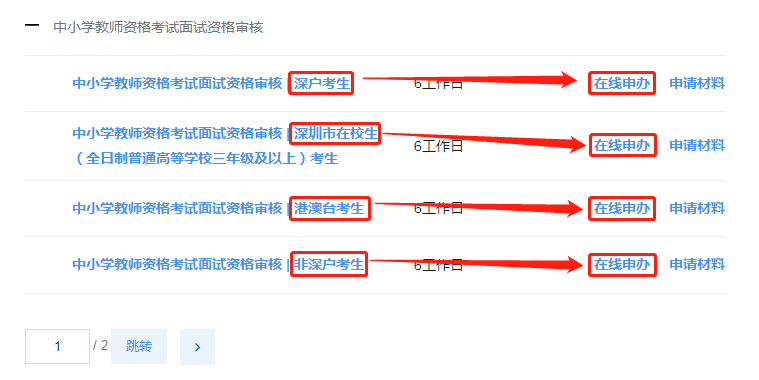 中小学教师资格考试面试资格审核
中小学教师资格考试面试资格审核 | 深户考生 6工作日 在线申办 申请材料
中小学教师资格考试面试资格审核 | 深圳市在校生
（全日制普通高等学校三年级及以上）考生 6工作日 在线申办 申请材料
中小学教师资格考试面试资格审核 | 港澳台考生 6工作日 在线申办 申请材料
中小学教师资格考试面试资格审核 | 非深户考生 6工作日 在线申办 申请材料
1 / 2 跳转 >